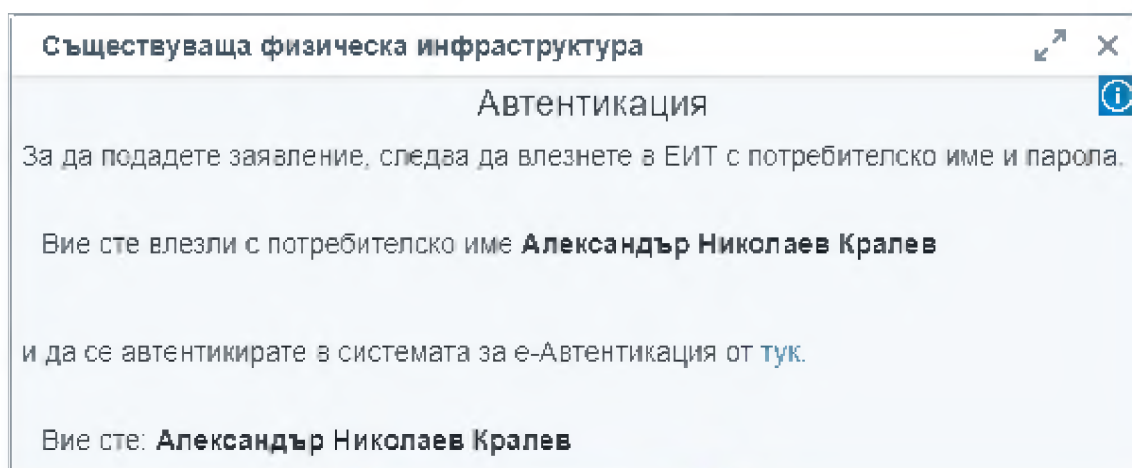 Съществуваща физическа инфраструктура
Автентикация
За да подадете заявление, следва да влезнете в ЕИТ с потребителско име и парола.
Вие сте влезли с потребителско име Александър Николаев Кралев
и да се автентикирате в системата за е-Автентикация от тук.
Вие сте: Александър Николаев Кралев